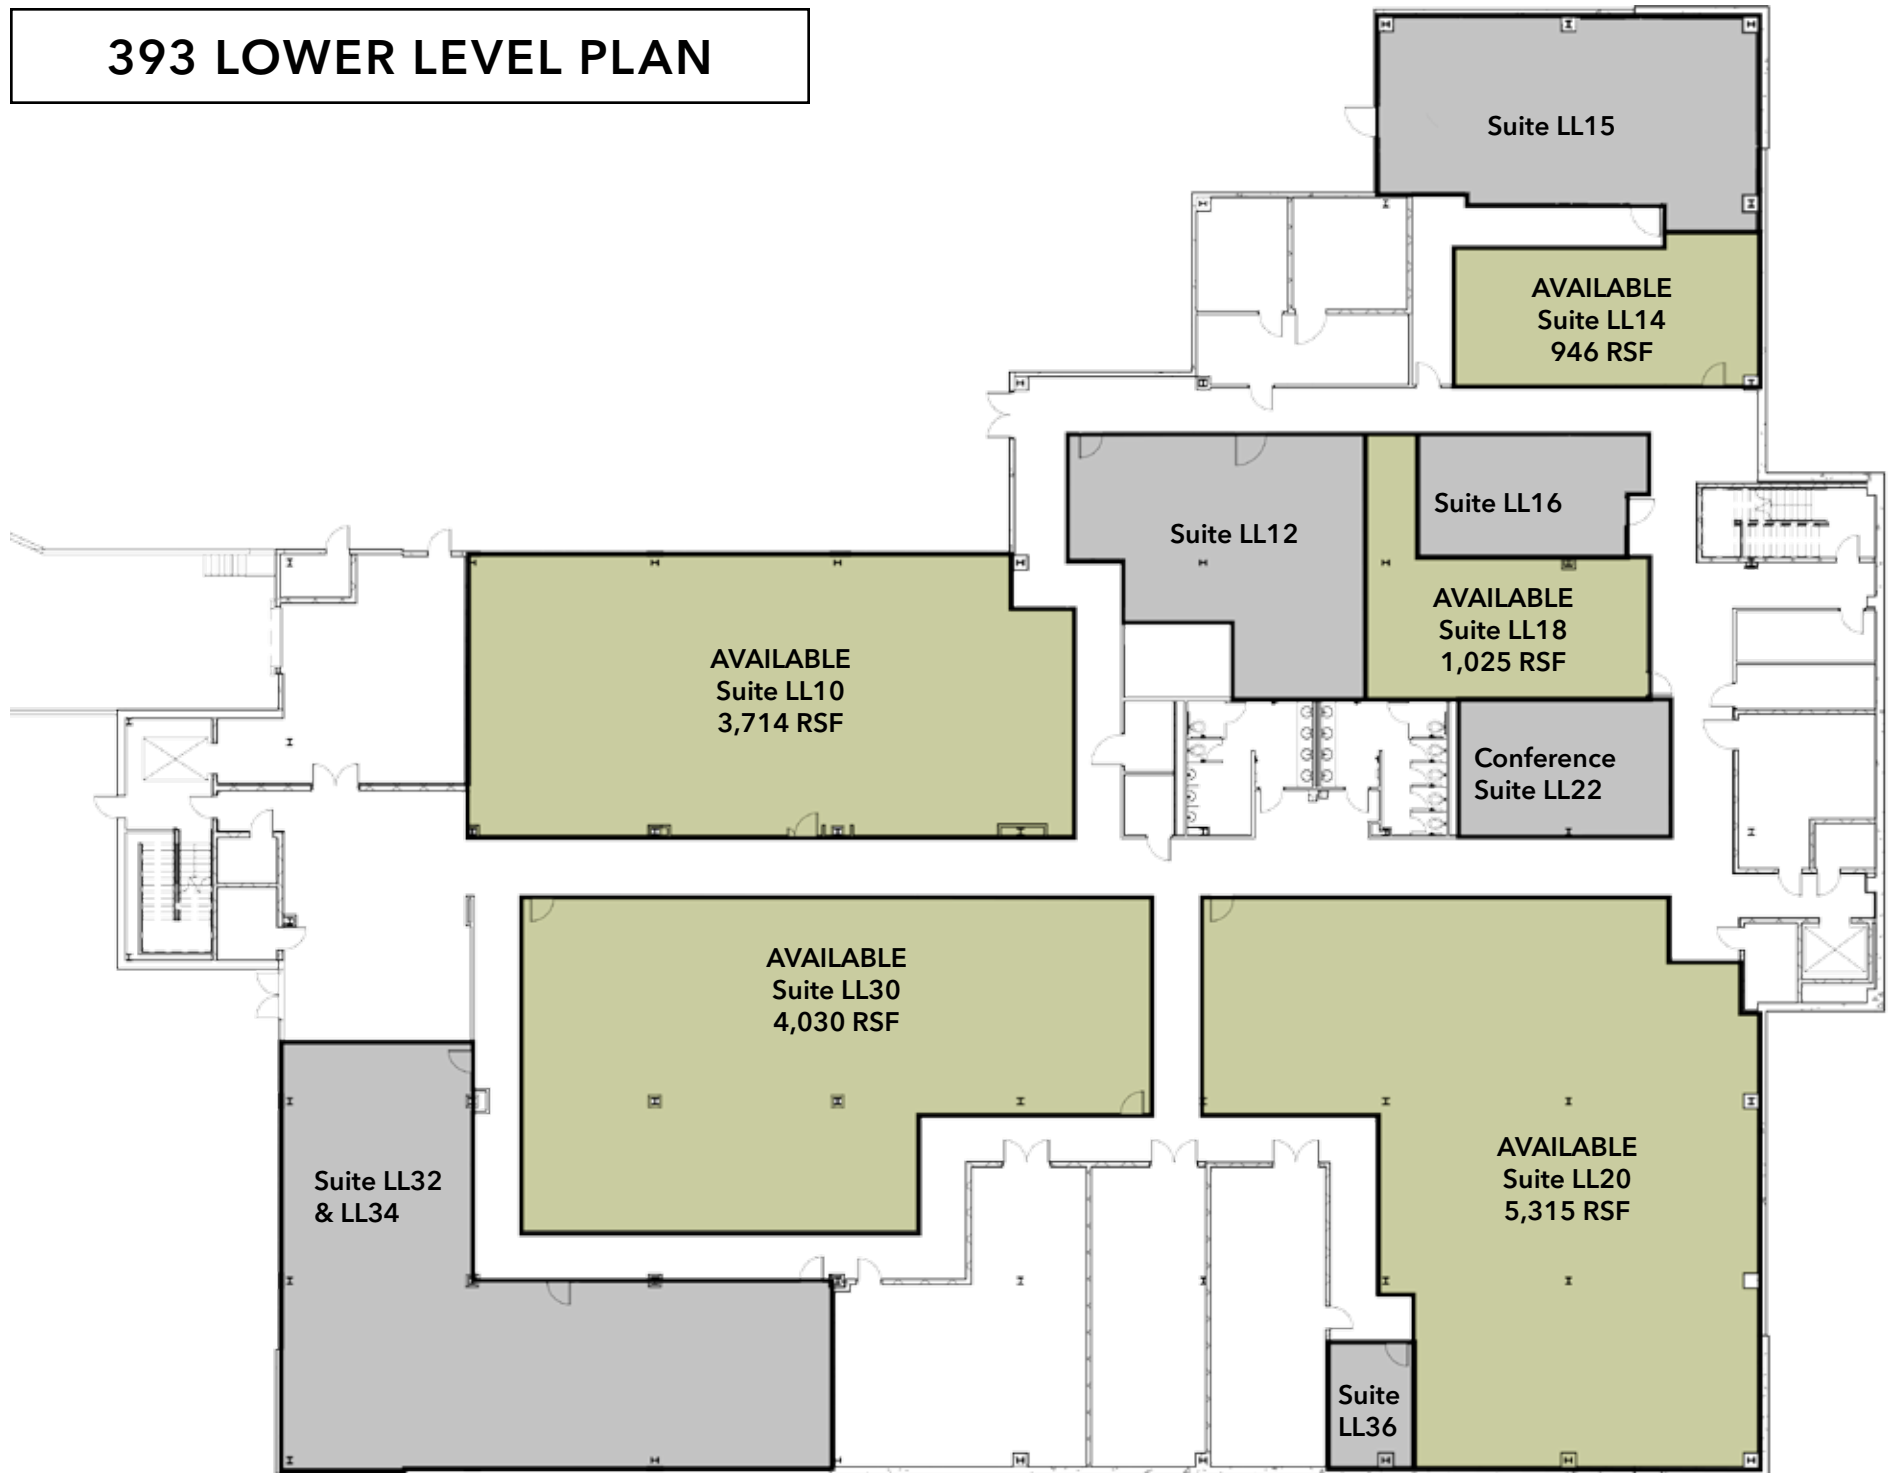 393 LOWER LEVEL PLAN
Suite LL15
AVAILABLE
Suite LL14
946 RSF
Suite LL12
Suite LL16
AVAILABLE
Suite LL18
1,025 RSF
AVAILABLE
Suite LL10
3,714 RSF
Conference
Suite LL22
AVAILABLE
Suite LL30
4,030 RSF
AVAILABLE
Suite LL20
5,315 RSF
Suite LL32
& LL34
Suite
LL36